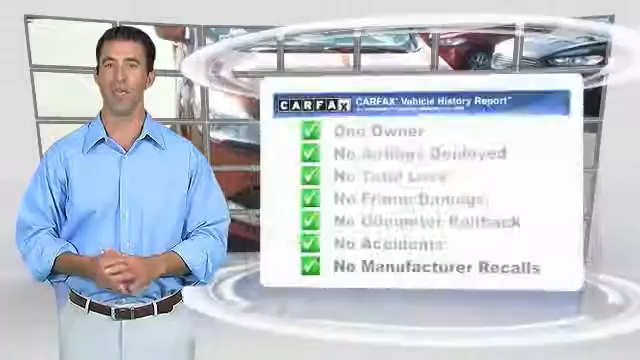 CARFAX CARFAX Vehicle History Report™
One Owner
No Airbags Deployed
No Total Loss
No Frame Damage
No Odometer Rollback
No Accidents
No Manufacturer Recalls